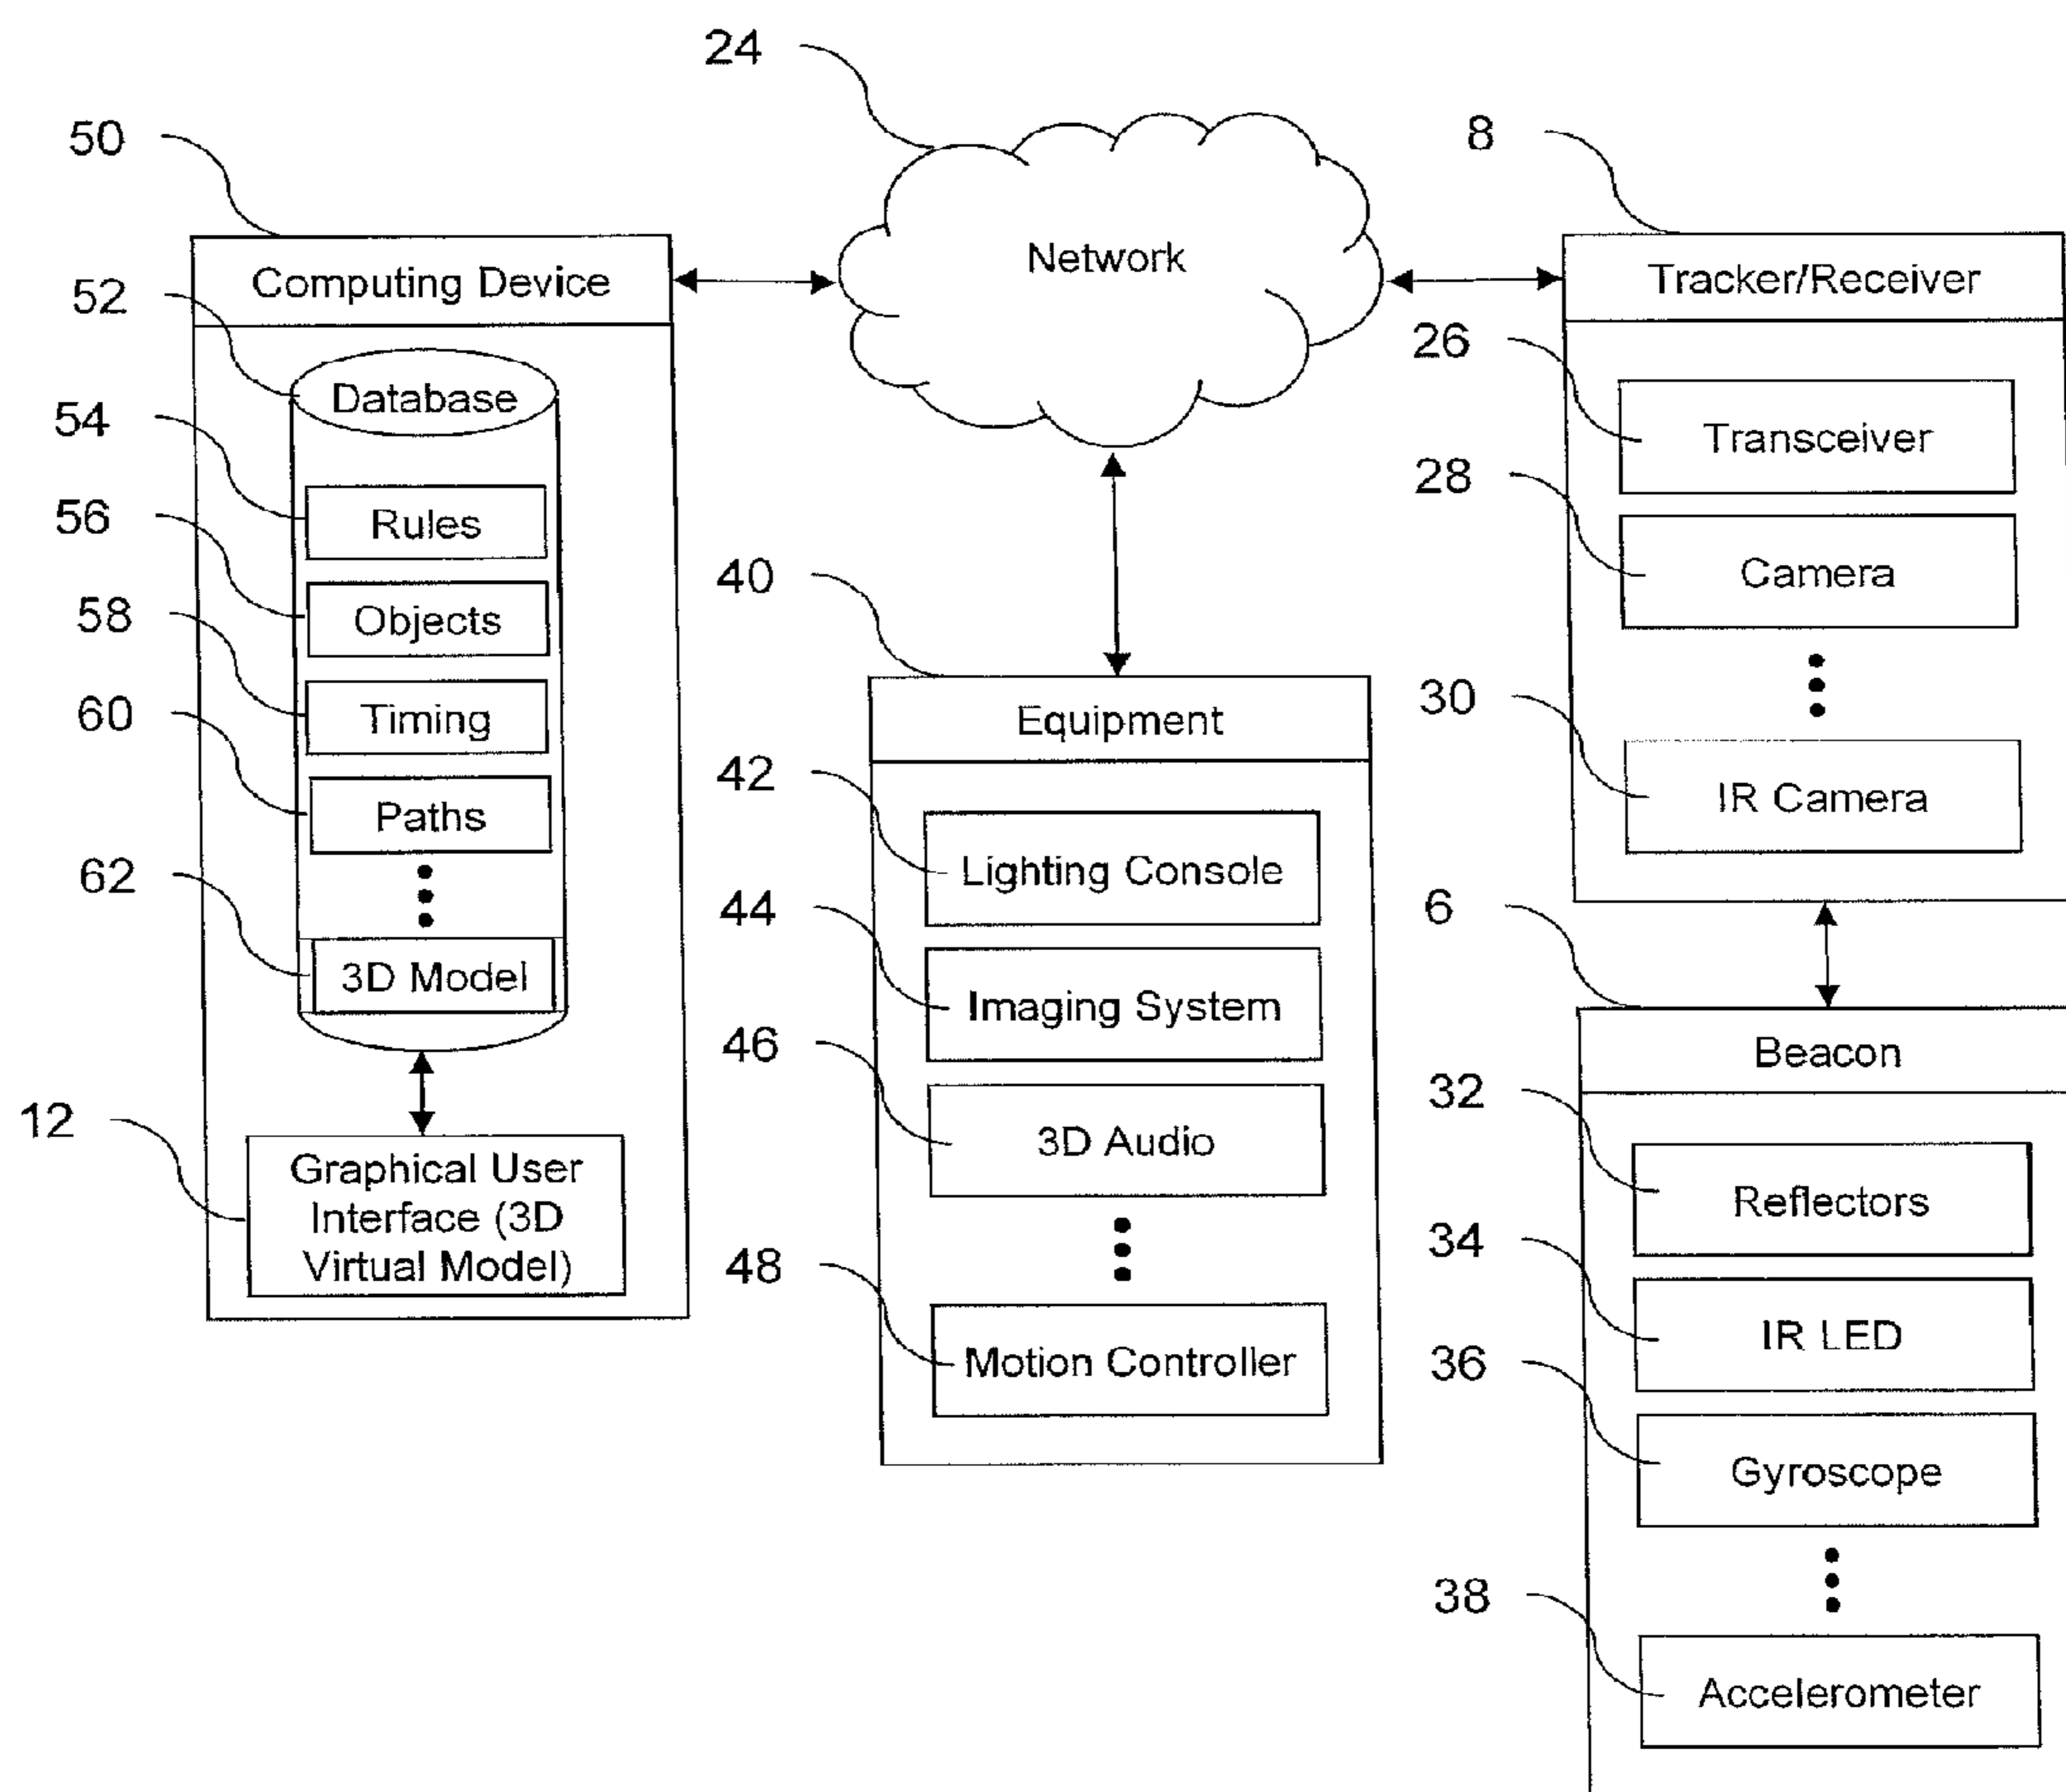 24
50
8
Network
Computing Device
Tracker/Receiver
52
26
Database
Transceiver
54
28
Rules
Camera
56
40
Objects
58
30
Timing
Equipment
60
42
IR Camera
Paths
Lighting Console
62
44
6
3D Model
Imaging System
46
Beacon
12
32
Graphical User
Interface (3D
Virtual Model)
3D Audio
Reflectors
48
34
Motion Controller
IR LED
36
Gyroscope
38
Accelerometer